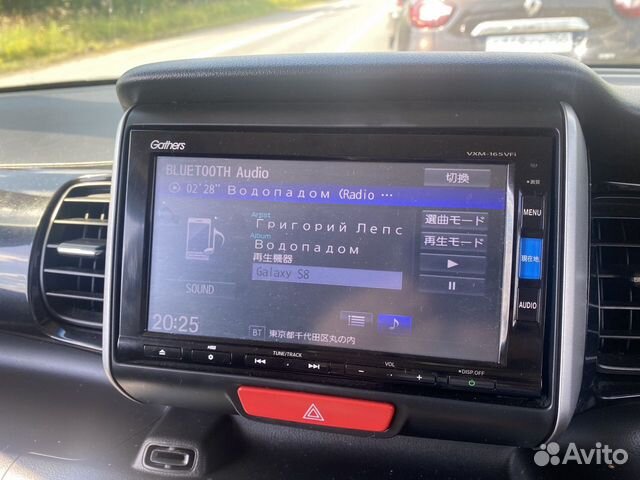 Gathers
VXM-165VFi
BLUETOOTH Audio
切換
02'28" Водопадом (Radio …
Artist
Григорий Лепс
選曲モード
Album
Водопадом
再生モード
再生機器
Galaxy S8
SOUND
20:25
BT 東京都千代田区丸の内
MENU
現在地
AUDIO
TUNE/TRACK
VOL
DISP.OFF
Avito